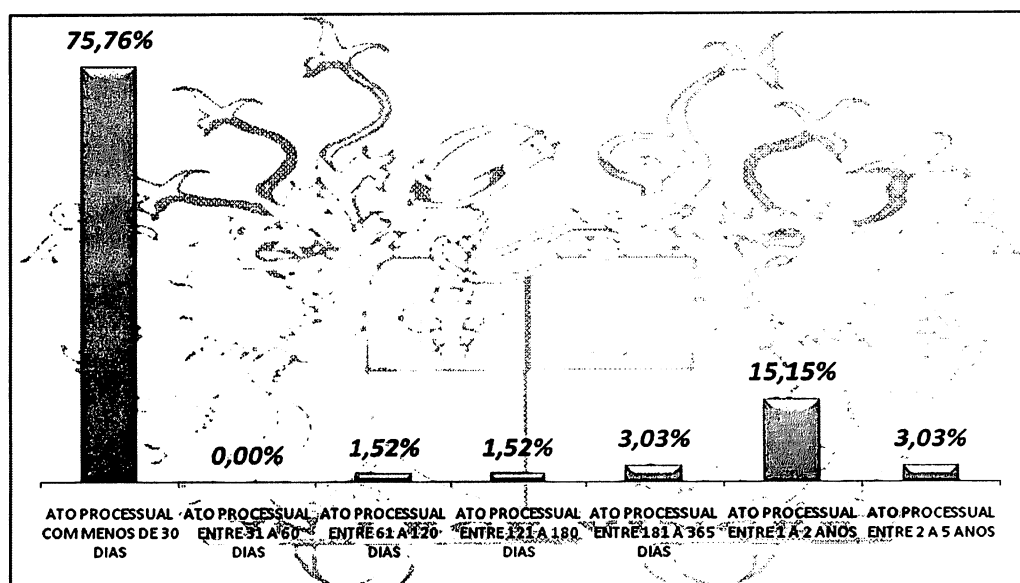 75,76%
0,00%
1,52%
1,52%
3,03%
15,15%
3,03%
ATO PROCESSUAL
COM MENOS DE 30
DIAS
ATO PROCESSUAL
ENTRE 31 A 60
DIAS
ATO PROCESSUAL
ENTRE 61 A 120
DIAS
ATO PROCESSUAL
ENTRE 121 A 180
DIAS
ATO PROCESSUAL
ENTRE 181 A 365
DIAS
ATO PROCESSUAL
ENTRE 1 A 2 ANOS
ATO PROCESSUAL
ENTRE 2 A 5 ANOS